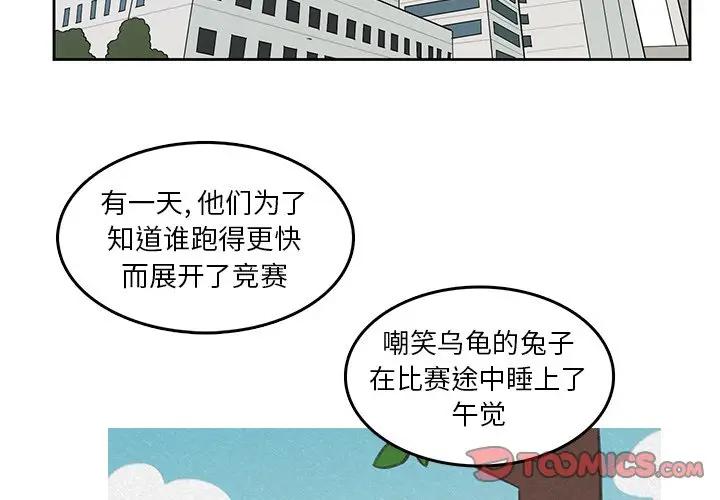 有一天,他们为了
知道谁跑得更快
而展开了竞赛
嘲笑乌龟的兔子
在比赛途中睡上了
午觉
TOOMICS.COM